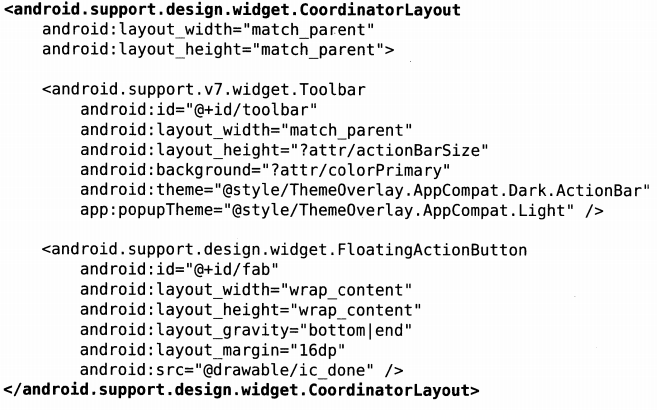 <android.support.design.widget.CoordinatorLayout
    android:layout_width="match_parent"
    android:layout_height="match_parent">

    <android.support.v7.widget.Toolbar
        android:id="@+id/toolbar"
        android:layout_width="match_parent"
        android:layout_height="?attr/actionBarSize"
        android:background="?attr/colorPrimary"
        android:theme="@style/ThemeOverlay.AppCompat.Dark.ActionBar"
        app:popupTheme="@style/ThemeOverlay.AppCompat.Light" />

    <android.support.design.widget.FloatingActionButton
        android:id="@+id/fab"
        android:layout_width="wrap_content"
        android:layout_height="wrap_content"
        android:layout_gravity="bottom|end"
        android:layout_margin="16dp"
        android:src="@drawable/ic_done" />
</android.support.design.widget.CoordinatorLayout>